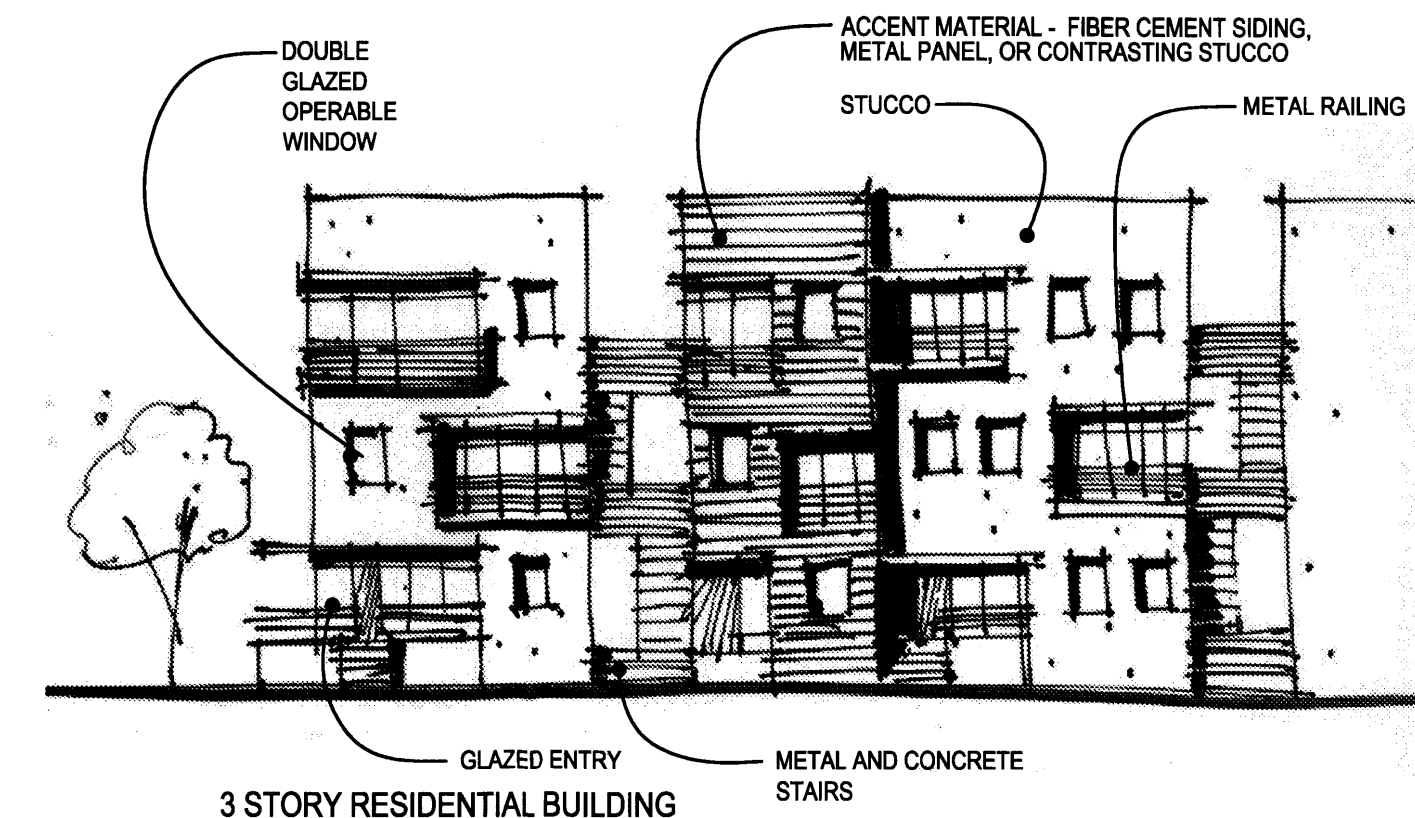 ACCENT MATERIAL - FIBER CEMENT SIDING,
METAL PANEL, OR CONTRASTING STUCCO
DOUBLE
GLAZED
OPERABLE
WINDOW
STUCCO
METAL RAILING
GLAZED ENTRY
METAL AND CONCRETE
STAIRS
3 STORY RESIDENTIAL BUILDING